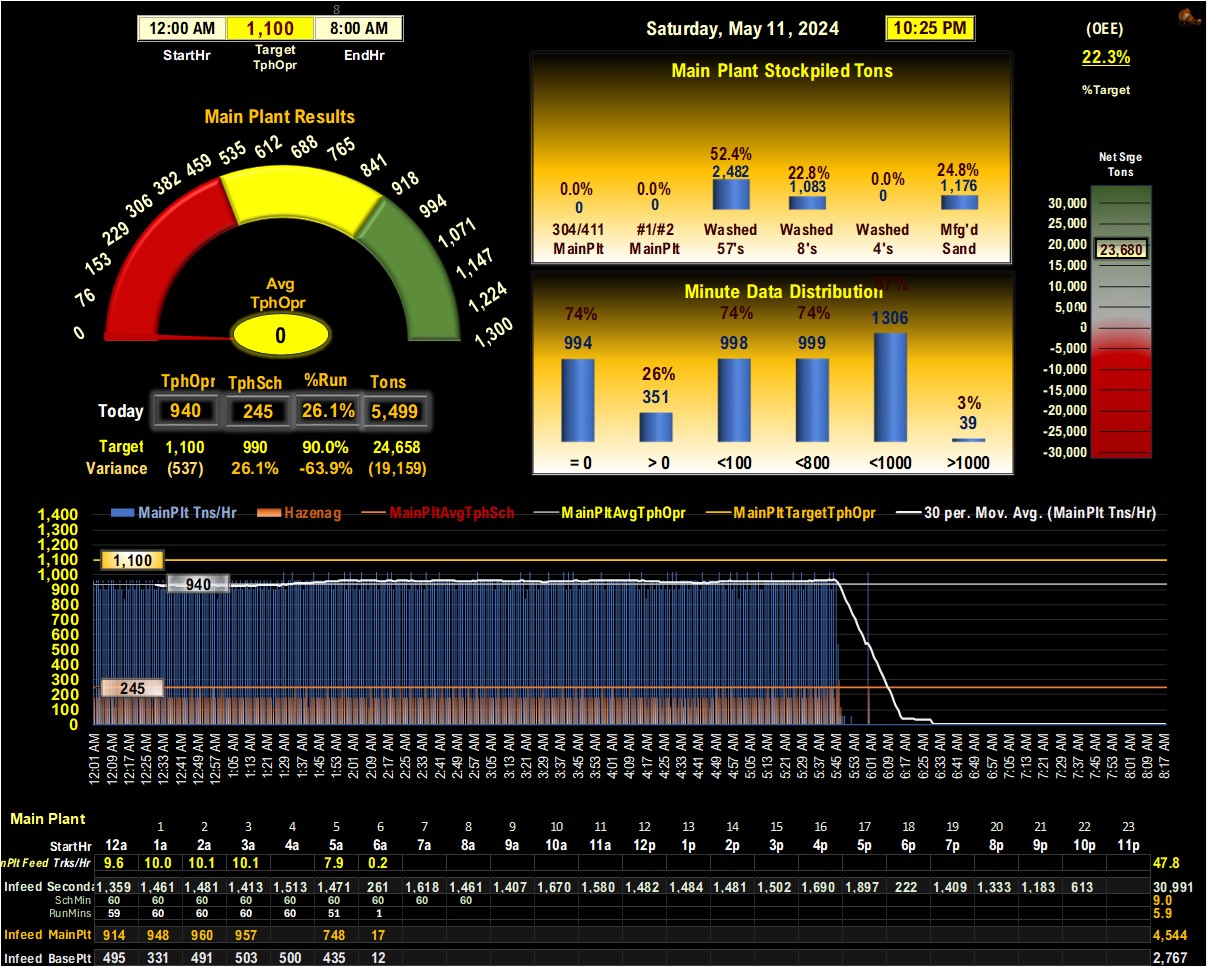 8
12:00 AM 1,100 8:00 AM
StartHr Target TphOpr EndHr
Saturday, May 11, 2024 10:25 PM
(OEE)
22.3%
%Target
Main Plant Stockpiled Tons
0.0% 0.0% 52.4% 22.8% 0.0% 24.8%
0 0 2,482 1,083 0 1,176
304/411 #1/#2 Washed Washed Washed Mfg'd
MainPlt MainPlt 57's 8's 4's Sand
Main Plant Results
0 76 153 229 306 382 459 535 612 688 765 841 918 994 1,071 1,147 1,224 1,300
Avg
TphOpr
0
Net Srge
Tons
30,000
25,000
20,000
23,680
15,000
10,000
5,000
0
-5,000
-10,000
-15,000
-20,000
-25,000
-30,000
Minute Data Distribution
74% 26% 74% 74% 97% 3%
994 351 998 999 1306 39
= 0 > 0 <100 <800 <1000 >1000
TphOpr TphSch %Run Tons
Today 940 245 26.1% 5,499
Target 1,100 990 90.0% 24,658
Variance (537) 26.1% -63.9% (19,159)
MainPlt Tns/Hr Hazenag MainPltAvgTphSch MainPltAvgTphOpr MainPltTargetTphOpr 30 per. Mov. Avg. (MainPlt Tns/Hr)
1,400
1,300
1,200
1,100
1,000
900
800
700
600
500
400
300
200
100
0
1,100
940
245
12:01 AM 12:09 AM 12:17 AM 12:25 AM 12:33 AM 12:41 AM 12:49 AM 12:57 AM 1:05 AM 1:13 AM 1:21 AM 1:29 AM 1:37 AM 1:45 AM 1:53 AM 2:01 AM 2:09 AM 2:17 AM 2:25 AM 2:33 AM 2:41 AM 2:49 AM 2:57 AM 3:05 AM 3:13 AM 3:21 AM 3:29 AM 3:37 AM 3:45 AM 3:53 AM 4:01 AM 4:09 AM 4:17 AM 4:25 AM 4:33 AM 4:41 AM 4:49 AM 4:57 AM 5:05 AM 5:13 AM 5:21 AM 5:29 AM 5:37 AM 5:45 AM 5:53 AM 6:01 AM 6:09 AM 6:17 AM 6:25 AM 6:33 AM 6:41 AM 6:49 AM 6:57 AM 7:05 AM 7:13 AM 7:21 AM 7:29 AM 7:37 AM 7:45 AM 7:53 AM 8:01 AM 8:09 AM 8:17 AM
Main Plant
1 2 3 4 5 6 7 8 9 10 11 12 13 14 15 16 17 18 19 20 21 22 23
StartHr 12a 1a 2a 3a 4a 5a 6a 7a 8a 9a 10a 11a 12p 1p 2p 3p 4p 5p 6p 7p 8p 9p 10p 11p
nPlt Feed Trks/Hr 9.6 10.0 10.1 10.1 7.9 0.2 47.8
Infeed Seconda 1,359 1,461 1,481 1,413 1,513 1,471 261 1,618 1,461 1,407 1,670 1,580 1,482 1,484 1,481 1,502 1,690 1,897 222 1,409 1,333 1,183 613 30,991
SchMin 60 60 60 60 60 60 60 60 60 9.0
RunMins 59 60 60 60 60 51 1 5.9
Infeed MainPlt 914 948 960 957 748 17 4,544
Infeed BasePlt 495 331 491 503 500 435 12 2,767